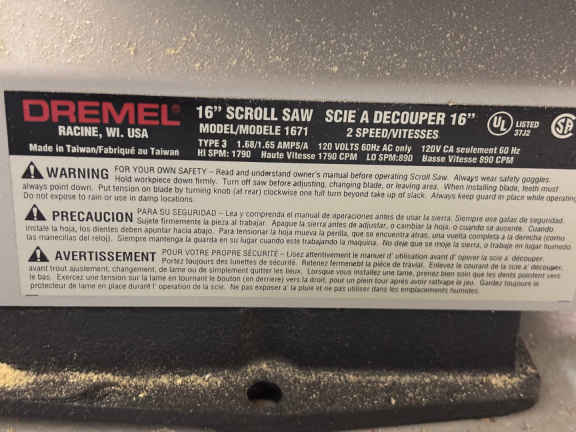 DREMEL®
RACINE, WI. USA
Made in Taiwan/Fabriqué au Taiwan
16” SCROLL SAW SCIE A DECOUPER 16”
MODEL/MODELE 1671 2 SPEED/VITESSES
TYPE 3 1.68/1.65 AMPS/A 120 VOLTS 60Hz AC only 120V CA seulement 60 Hz
HI SPM: 1790 Haute Vitesse 1790 CPM LO SPM:890 Basse Vitesse 890 CPM
UL
LISTED
37J2
WARNING FOR YOUR OWN SAFETY – Read and understand owner's manual before operating Scroll Saw. Always wear safety goggles.
Hold workpiece down firmly. Turn off saw before adjusting, changing blade, or leaving area. When installing blade, teeth must
always point down. Put tension on blade by turning knob (at rear) clockwise one full turn beyond take up of slack. Always keep guard in place while operating
Do not expose to rain or use in damp locations.
PRECAUCION PARA SU SEGURIDAD – Lea y comprenda el manual de operaciones antes de usar la sierra. Siempre use gafas de seguridad.
Sujete firmemente la pieza al trabajar. Apague la sierra antes de adjustar, o cambiar la hoja, o cuando se ausente. Cuando
instale la hoja, los dientes deben apuntar hacia abajo. Para tensionar la hoja mueva la perilla, que se encuentra atras, una vuelta completa a la derecha (como
las manecillas del reloj). Siempre mantenga la guarda en su lugar cuando este trabajando la maquina. No deje que se moje la sierra, o trabaje en lugar humedo
AVERTISSEMENT POUR VOTRE PROPRE SÉCURITÉ – Lisez attentivement le manuel d' utilisation avant d' operer la scie a découper.
Portez toujours des lunettes de sécurité. Retenez fermement la pièce de travial. Enlevez le courant de la scie a' decouper,
avant trout ajustement, changement, de lame ou de simplement quitter les lieux. Lorsque vous installez une lame, prenez bien soin que les dents pointent vers
le bas. Exercez une tension sur la lame en tournant le bouton (en derriere) vers la droit, pour un plein tour après avoir rattrape le jeu. Gardez toujours le
protecteur de lame en place durant l' opération de la scie. Ne pas exposer a' la pluie et ne pas utiliser dans les emplacements humides.